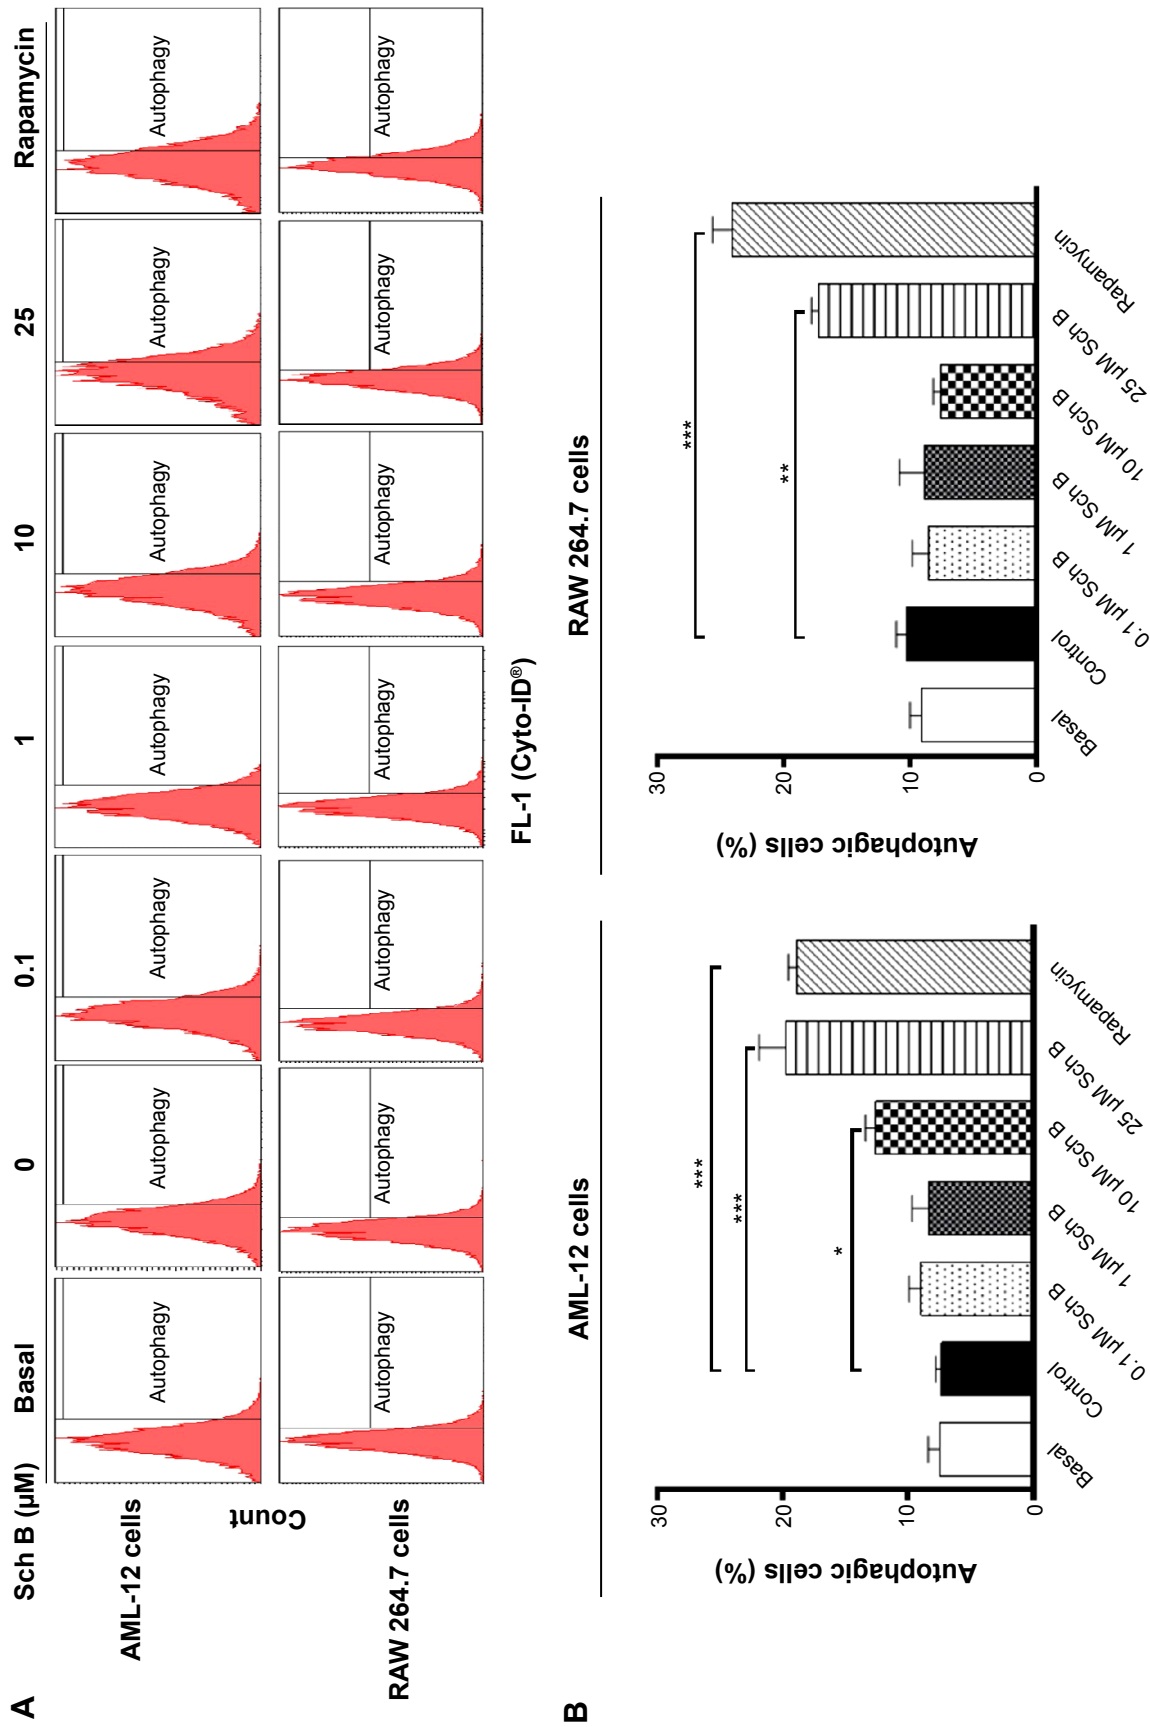 A
Sch B (µM) Basal 0 0.1 1 10 25 Rapamycin
AML-12 cells
Autophagy Autophagy Autophagy Autophagy Autophagy Autophagy Autophagy
Count
RAW 264.7 cells
Autophagy Autophagy Autophagy Autophagy Autophagy Autophagy Autophagy
FL-1 (Cyto-ID®)
B
AML-12 cells
Autophagic cells (%)
30
20
10
0
***
***
*
Basal
Control
0.1 µM Sch B
1 µM Sch B
10 µM Sch B
25 µM Sch B
Rapamycin
RAW 264.7 cells
Autophagic cells (%)
30
20
10
0
***
**
Basal
Control
0.1 µM Sch B
1 µM Sch B
10 µM Sch B
25 µM Sch B
Rapamycin